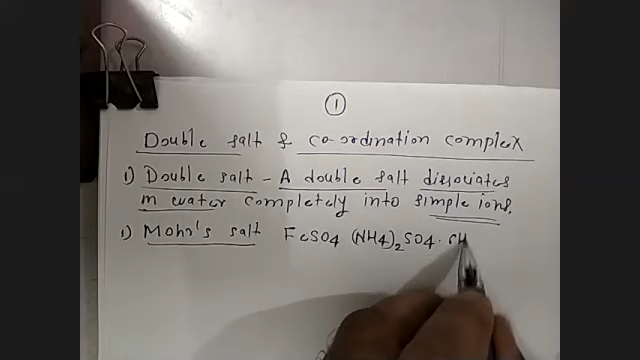 1
Double salt & co-ordination complex
1) Double salt - A double salt dissociates
in water completely into simple ions.
1) Mohr's salt FeSO4 (NH4)2SO4.